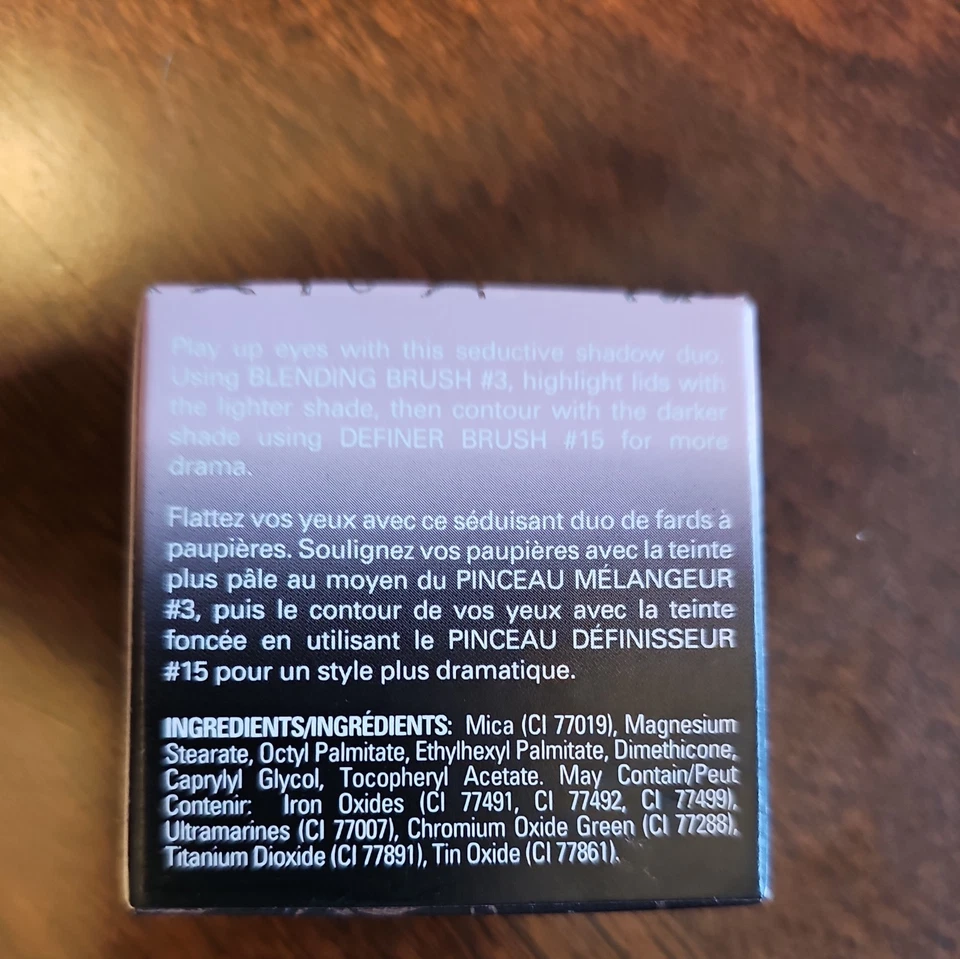 Play up eyes with this seductive shadow duo.
Using BLENDING BRUSH #3, highlight lids with
the lighter shade, then contour with the darker
shade using DEFINER BRUSH #15 for more
drama.
Flattez vos yeux avec ce séduisant duo de fards à
paupières. Soulignez vos paupières avec la teinte
plus pâle au moyen du PINCEAU MÉLANGEUR
#3, puis le contour de vos yeux avec la teinte
foncée en utilisant le PINCEAU DÉFINISSEUR
#15 pour un style plus dramatique.
INGREDIENTS/INGRÉDIENTS: Mica (CI 77019), Magnesium
Stearate, Octyl Palmitate, Ethylhexyl Palmitate, Dimethicone,
Caprylyl Glycol, Tocopheryl Acetate. May Contain/Peut
Contenir: Iron Oxides (CI 77491, CI 77492, CI 77499),
Ultramarines (CI 77007), Chromium Oxide Green (CI 77288),
Titanium Dioxide (CI 77891), Tin Oxide (CI 77861).